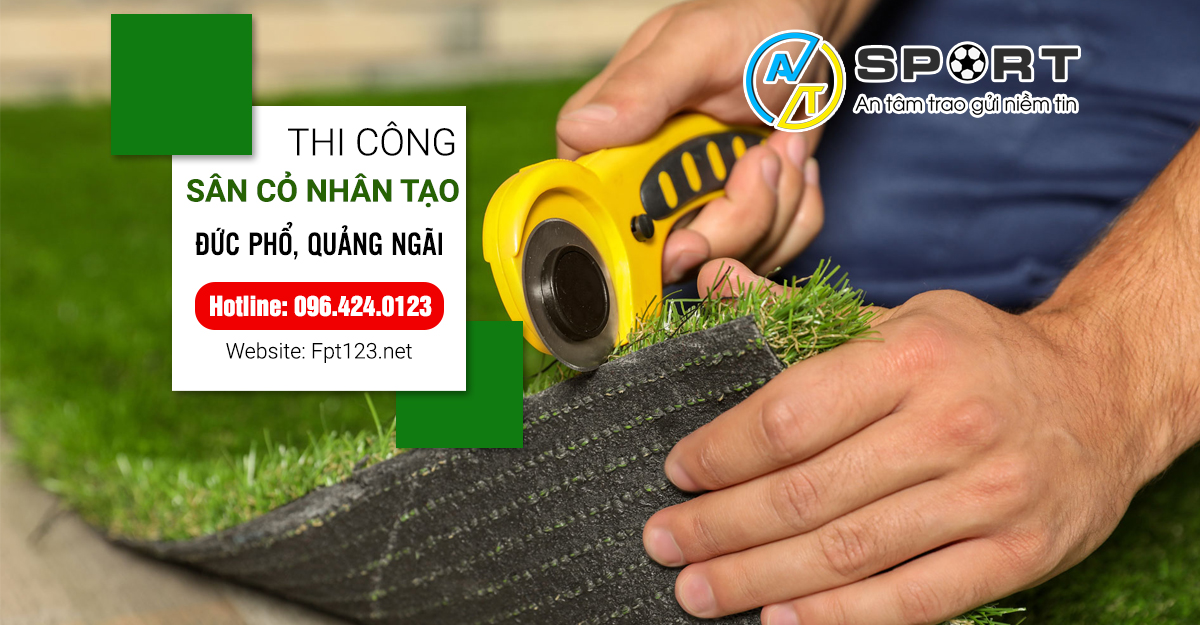 THI CÔNG
SÂN CỎ NHÂN TẠO
ĐỨC PHỔ, QUẢNG NGÃI
Hotline: 096.424.0123
Website: Fpt123.net
AVT
SPORT
An tâm trao gửi niềm tin